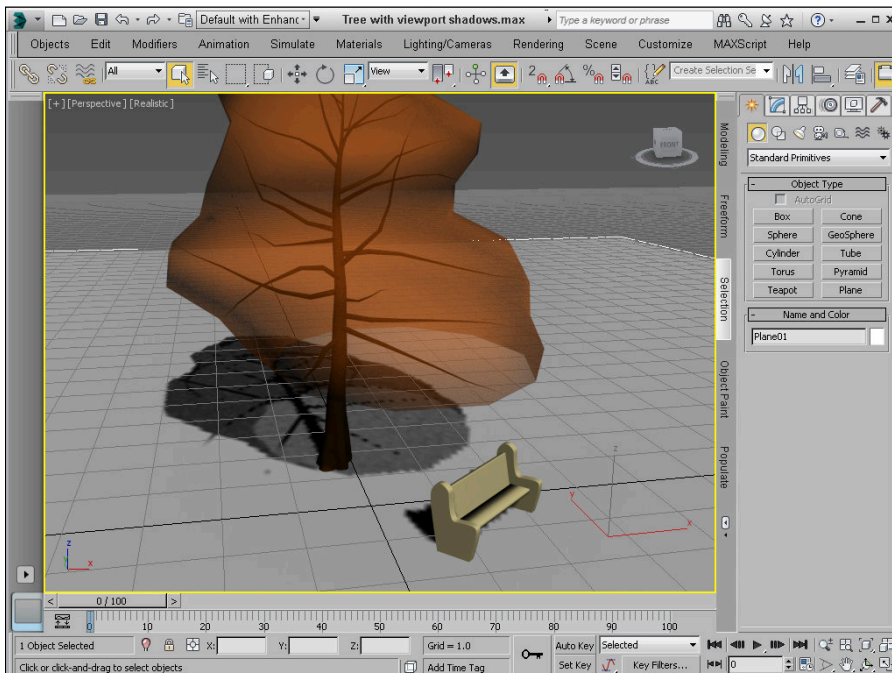 Default with Enhanc
Tree with viewport shadows.max
Type a keyword or phrase
Objects Edit Modifiers Animation Simulate Materials Lighting/Cameras Rendering Scene Customize MAXScript Help
All
View
2
%
ABC
Create Selection Se
[+] [Perspective] [Realistic]
FRONT
z
y
x
z
x
Modeling
Freeform
Selection
Object Paint
Populate
Standard Primitives
- Object Type
AutoGrid
Box Cone
Sphere GeoSphere
Cylinder Tube
Torus Pyramid
Teapot Plane
- Name and Color
Plane01
< 0 / 100 >
0 10 20 30 40 50 60 70 80 90 100
1 Object Selected X: Y: Z: Grid = 1.0 Auto Key Selected
Click or click-and-drag to select objects Add Time Tag Set Key Key Filters... 0